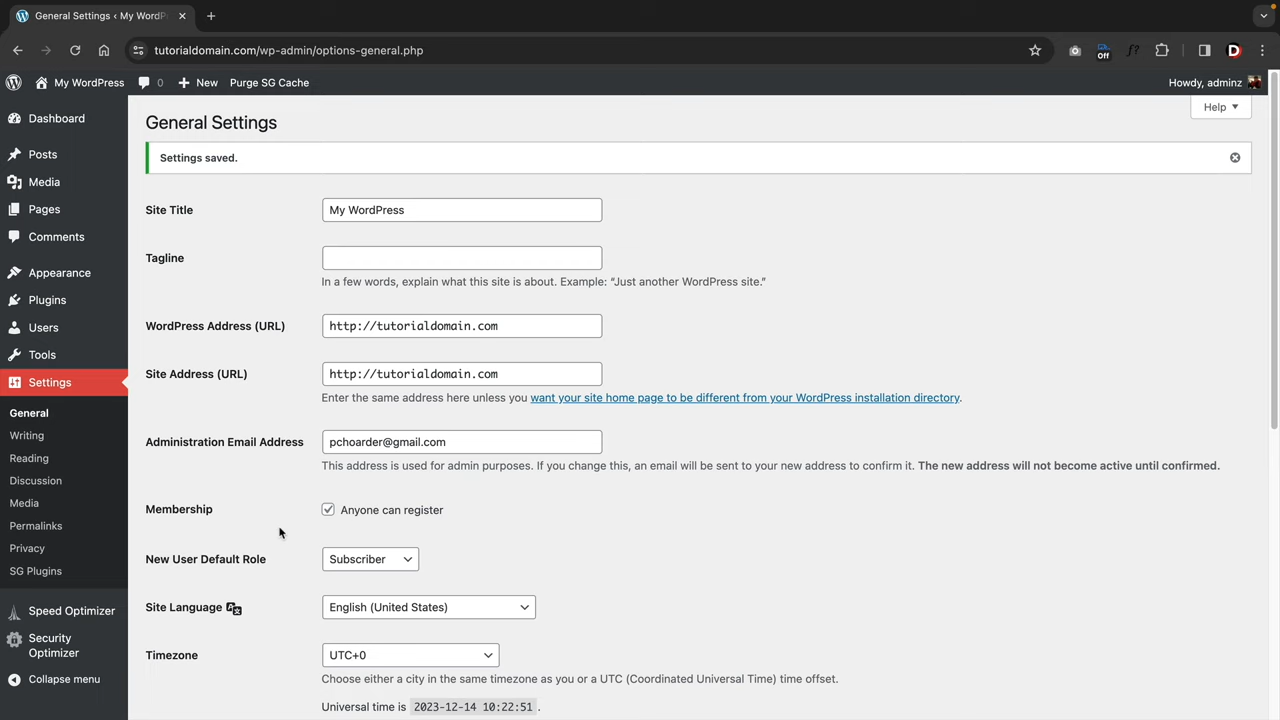 General Settings ‹ My WordPr
tutorialdomain.com/wp-admin/options-general.php
Off
f?
D
My WordPress
0
New
Purge SG Cache
Howdy, adminz
Dashboard
Posts
Media
Pages
Comments
Appearance
Plugins
Users
Tools
Settings
General
Writing
Reading
Discussion
Media
Permalinks
Privacy
SG Plugins
Speed Optimizer
Security
Optimizer
Collapse menu
Help
General Settings
Settings saved.
Site Title
My WordPress
Tagline
In a few words, explain what this site is about. Example: “Just another WordPress site.”
WordPress Address (URL)
http://tutorialdomain.com
Site Address (URL)
http://tutorialdomain.com
Enter the same address here unless you want your site home page to be different from your WordPress installation directory.
Administration Email Address
pchoarder@gmail.com
This address is used for admin purposes. If you change this, an email will be sent to your new address to confirm it. The new address will not become active until confirmed.
Membership
Anyone can register
New User Default Role
Subscriber
Site Language
English (United States)
Timezone
UTC+0
Choose either a city in the same timezone as you or a UTC (Coordinated Universal Time) time offset.
Universal time is 2023-12-14 10:22:51 .